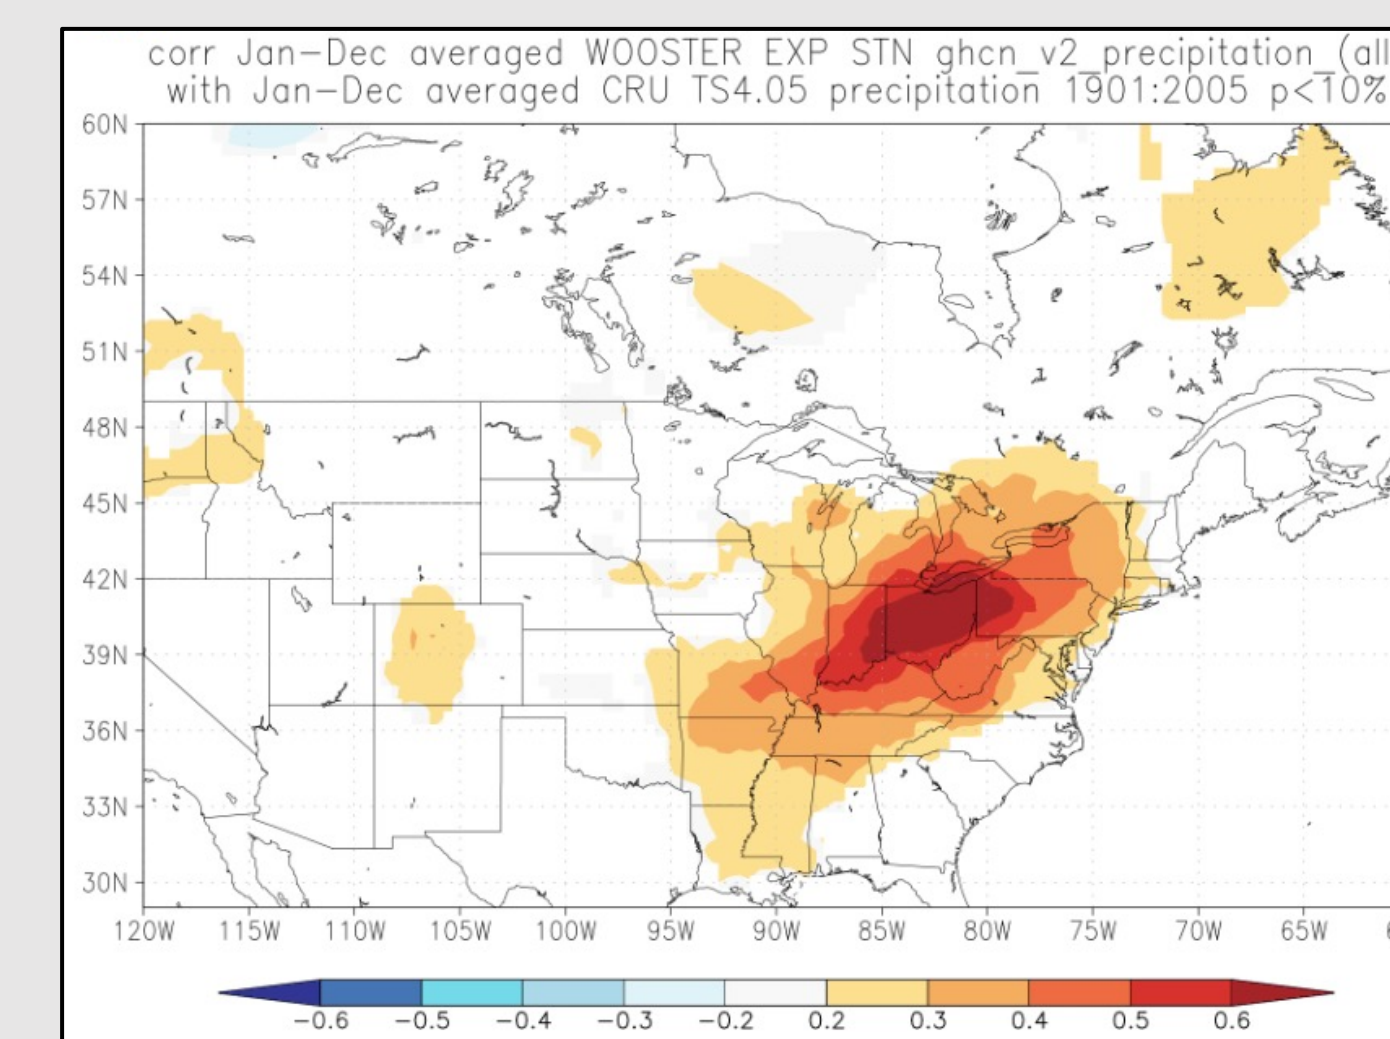 corr Jan-Dec averaged WOOSTER EXP STN ghcn_v2_precipitation_(all
with Jan-Dec averaged CRU TS4.05 precipitation 1901:2005 p<10%
60N
57N
54N
51N
48N
45N
42N
39N
36N
33N
30N
120W 115W 110W 105W 100W 95W 90W 85W 80W 75W 70W 65W
-0.6 -0.5 -0.4 -0.3 -0.2 0.2 0.3 0.4 0.5 0.6